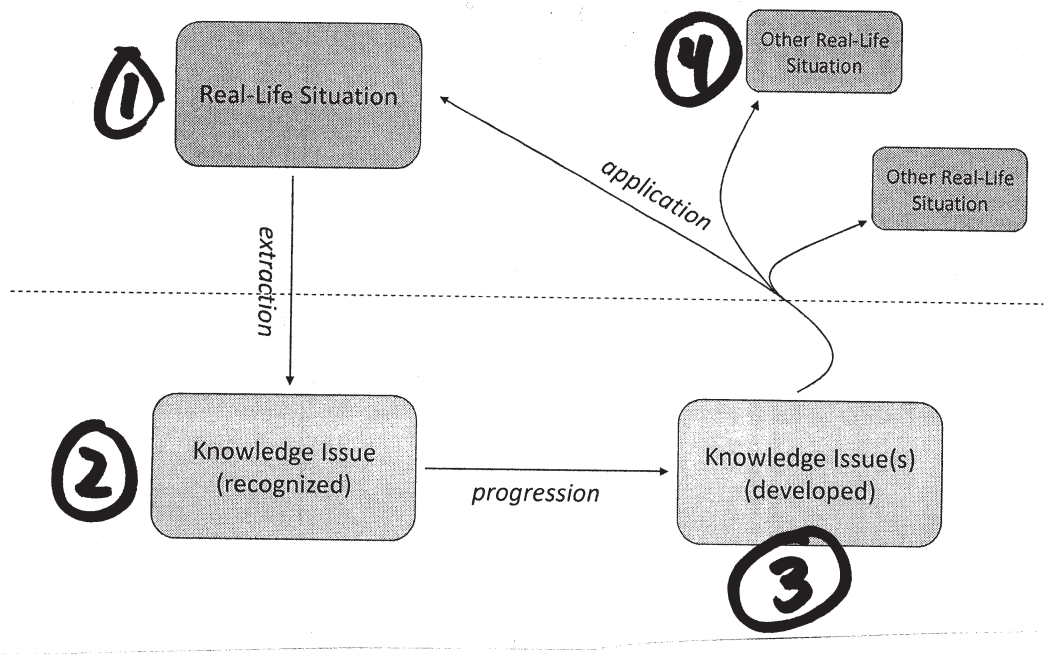 1
Real-Life Situation
4
Other Real-Life
Situation
application
Other Real-Life
Situation
extraction
2
Knowledge Issue
(recognized)
progression
Knowledge Issue(s)
(developed)
3